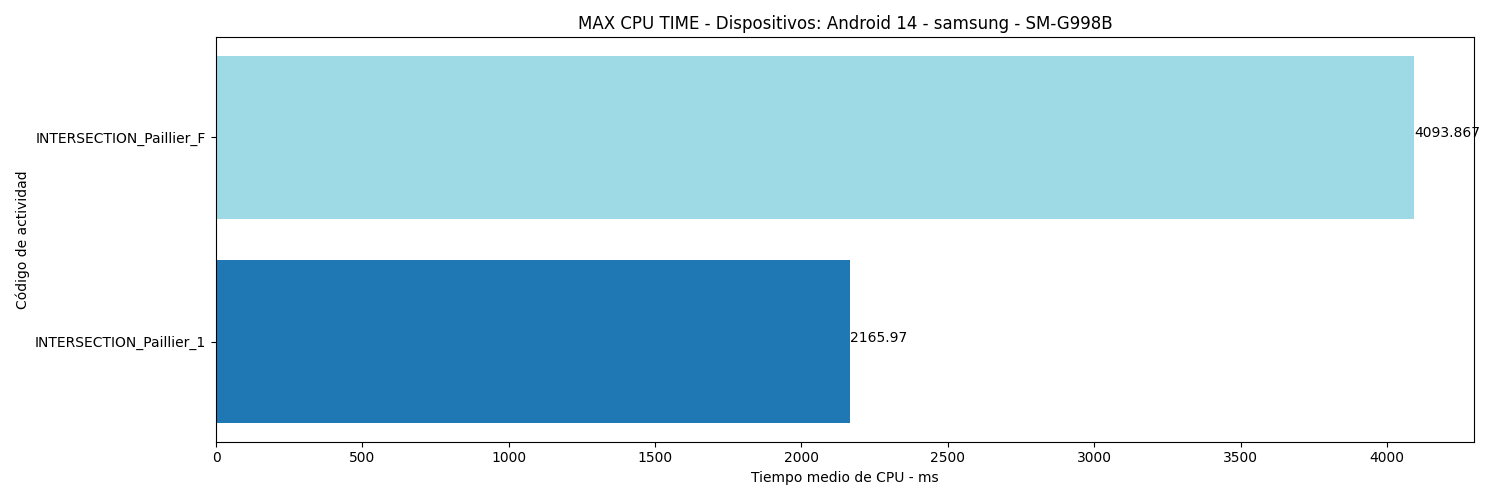 MAX CPU TIME - Dispositivos: Android 14 - samsung - SM-G998B
INTERSECTION_Paillier_F
4093.867
INTERSECTION_Paillier_1
2165.97
Código de actividad
0 500 1000 1500 2000 2500 3000 3500 4000
Tiempo medio de CPU - ms